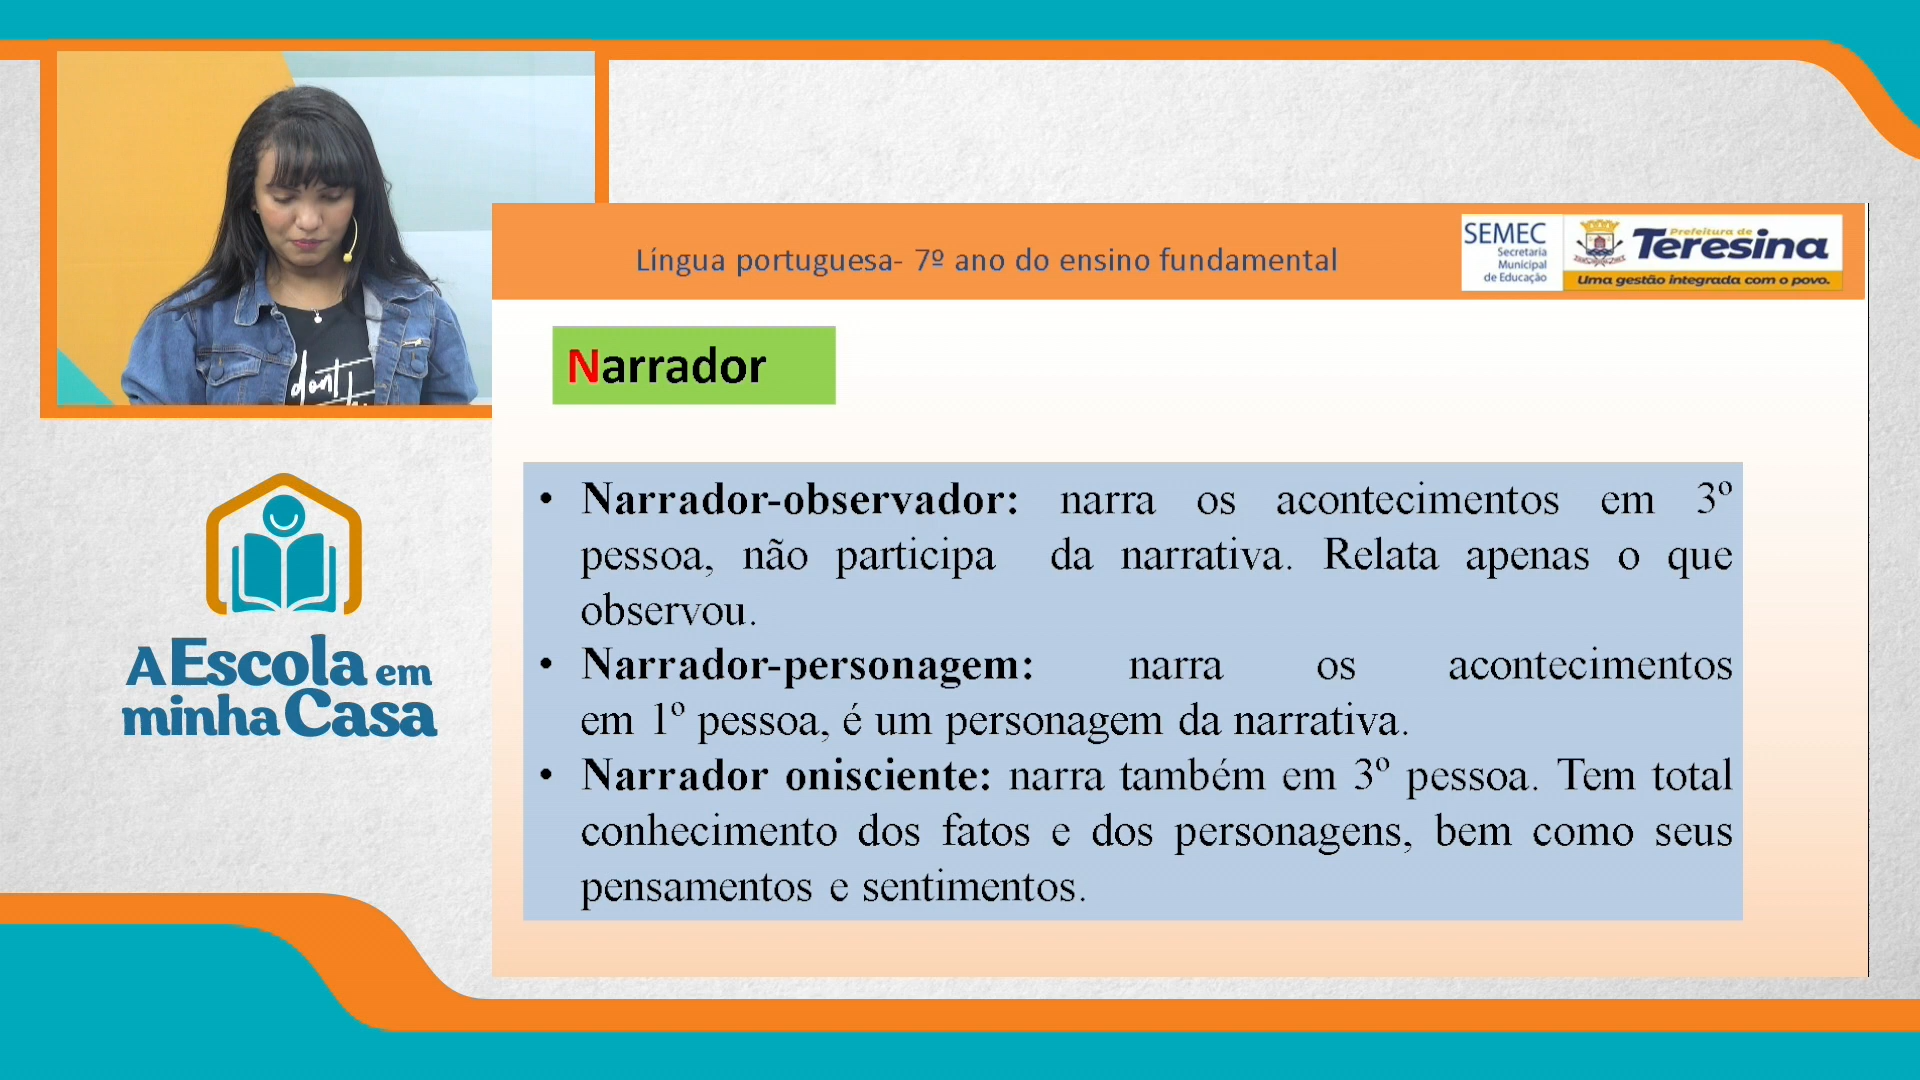 Língua portuguesa- 7º ano do ensino fundamental
SEMEC
Secretaria
Municipal
de Educação
Prefeitura de
Teresina
Uma gestão integrada com o povo.
Narrador
dont
• Narrador-observador: narra os acontecimentos em 3º
pessoa, não participa da narrativa. Relata apenas o que
observou.
• Narrador-personagem: narra os acontecimentos
em 1º pessoa, é um personagem da narrativa.
• Narrador onisciente: narra também em 3º pessoa. Tem total
conhecimento dos fatos e dos personagens, bem como seus
pensamentos e sentimentos.
A Escola em
minha Casa